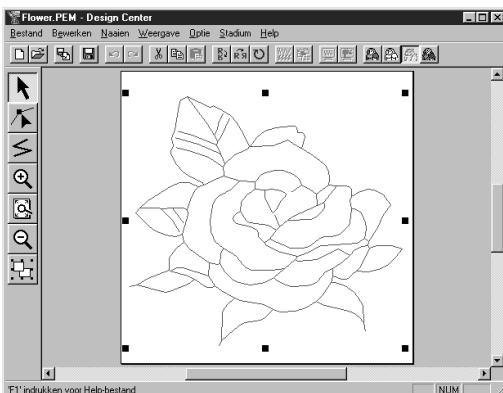 Flower.PEM - Design Center
Bestand Bewerken Naaien Weergave Optie Stadium Help
'F1' indrukken voor Help-bestand NUM